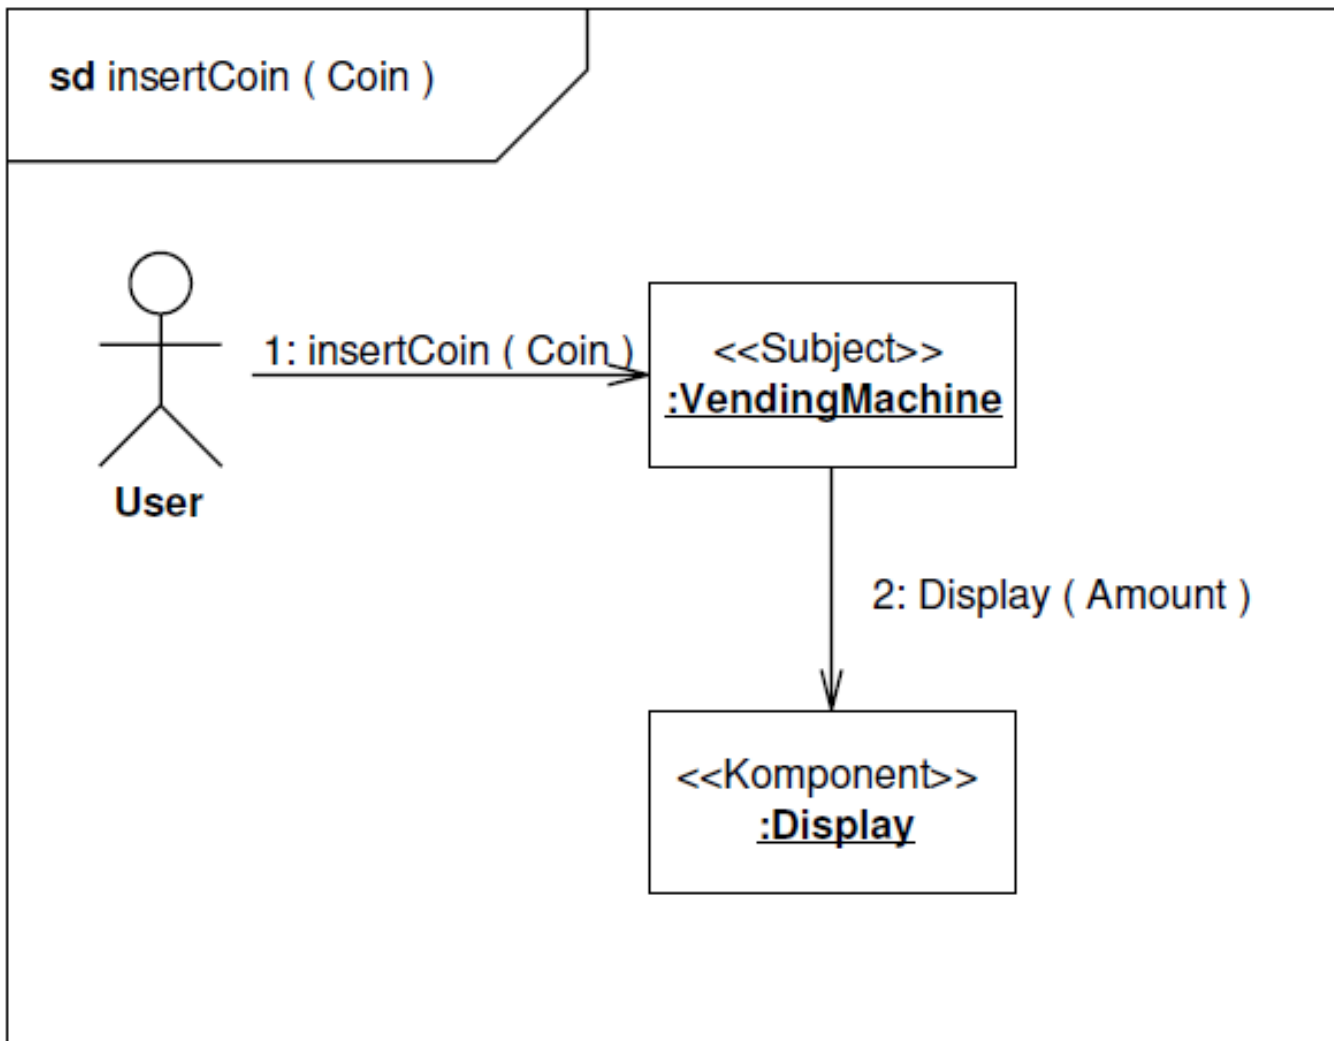 sd insertCoin ( Coin )
1: insertCoin ( Coin )
<<Subject>>
:VendingMachine
User
2: Display ( Amount )
<<Komponent>>
:Display